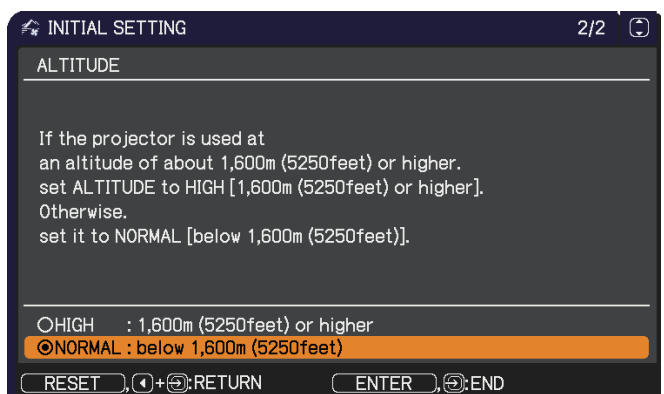 INITIAL SETTING 2/2
ALTITUDE
If the projector is used at
an altitude of about 1,600m (5250feet) or higher.
set ALTITUDE to HIGH [1,600m (5250feet) or higher].
Otherwise.
set it to NORMAL [below 1,600m (5250feet)].
HIGH : 1,600m (5250feet) or higher
NORMAL : below 1,600m (5250feet)
RESET , + :RETURN ENTER , :END